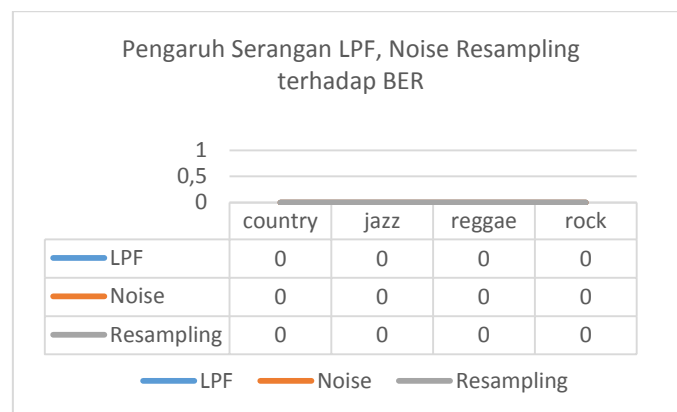 Pengaruh Serangan LPF, Noise Resampling
terhadap BER
1
0,5
0
country jazz reggae rock
LPF 0 0 0 0
Noise 0 0 0 0
Resampling 0 0 0 0
LPF Noise Resampling